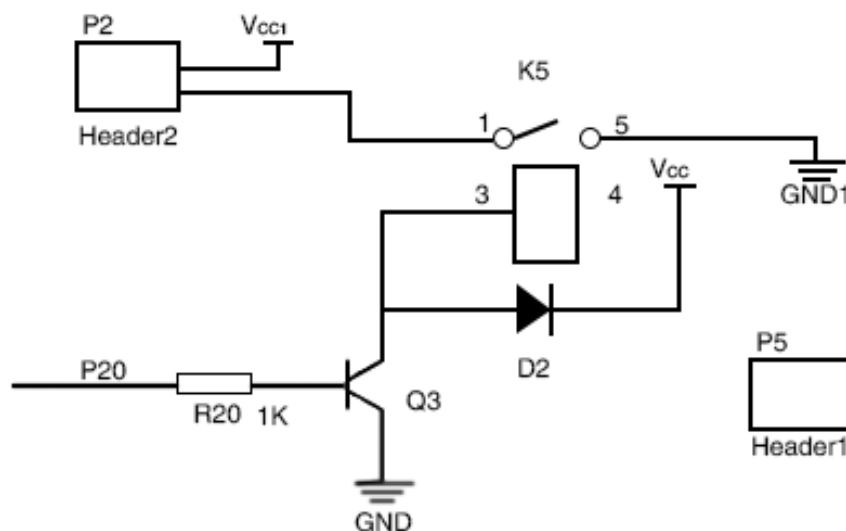 P2
Vcc1
K5
Header2
1
5
3
4
Vcc
GND1
D2
P5
P20
R20 1K
Q3
Header1
GND